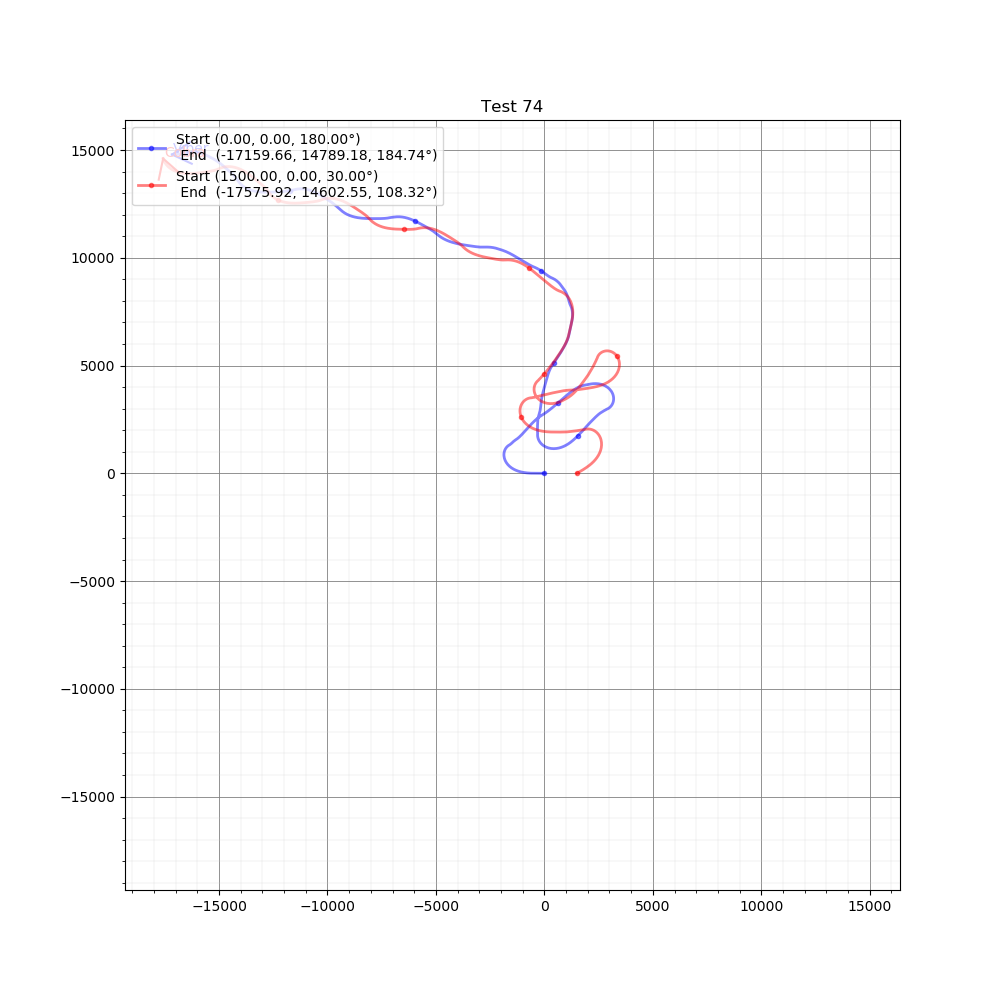 Test 74
Start (0.00, 0.00, 180.00°)
End (-17159.66, 14789.18, 184.74°)
Start (1500.00, 0.00, 30.00°)
End (-17575.92, 14602.55, 108.32°)
15000
10000
5000
0
−5000
−10000
−15000
−15000 −10000 −5000 0 5000 10000 15000